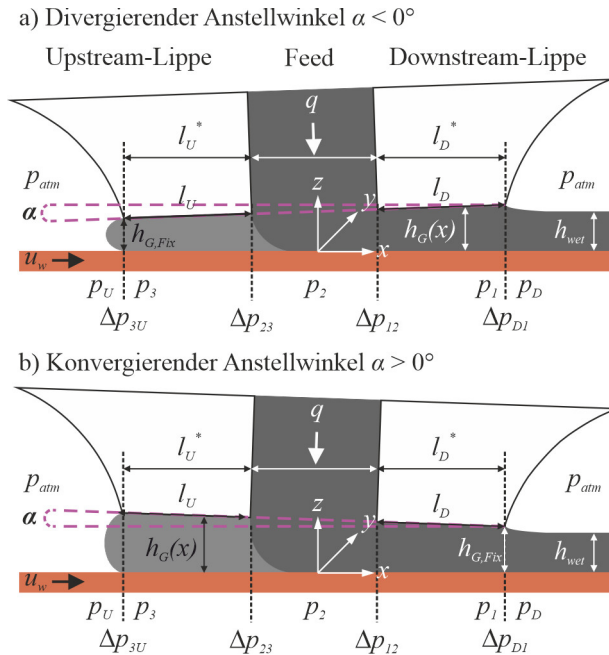 a) Divergierender Anstellwinkel α < 0°
Upstream-Lippe Feed Downstream-Lippe
q
l_U* l_D*
p_atm z p_atm
α l_U y l_D
h_G,Fix h_G(x) h_wet
u_w x
p_U p_3 p_2 p_1 p_D
Δp_3U Δp_23 Δp_12 Δp_D1
b) Konvergierender Anstellwinkel α > 0°
q
l_U* l_D*
p_atm p_atm
α l_U z l_D
y
h_G(x) h_G,Fix h_wet
u_w x
p_U p_3 p_2 p_1 p_D
Δp_3U Δp_23 Δp_12 Δp_D1